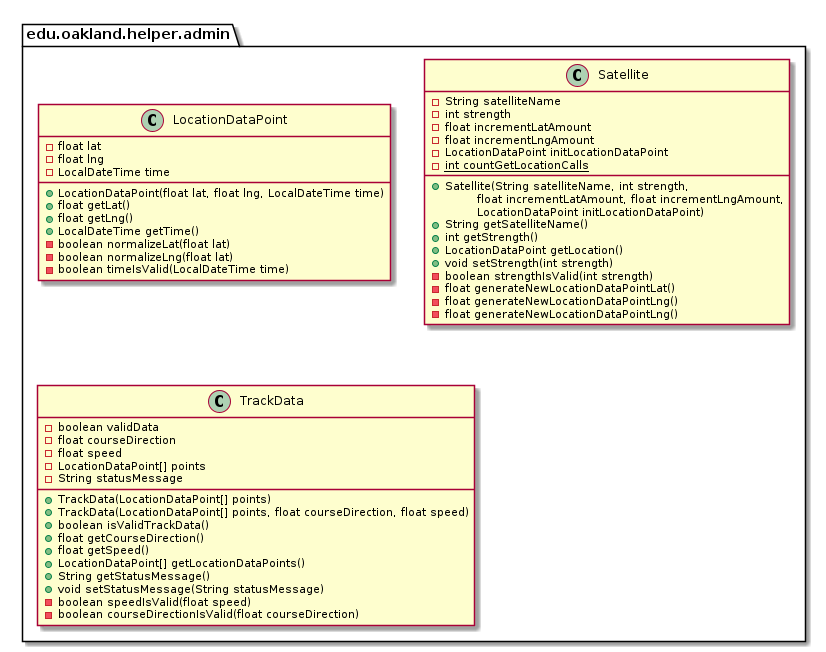 edu.oakland.helper.admin
C LocationDataPoint
float lat
float lng
LocalDateTime time
LocationDataPoint(float lat, float lng, LocalDateTime time)
float getLat()
float getLng()
LocalDateTime getTime()
boolean normalizeLat(float lat)
boolean normalizeLng(float lat)
boolean timeIsValid(LocalDateTime time)
C Satellite
String satelliteName
int strength
float incrementLatAmount
float incrementLngAmount
LocationDataPoint initLocationDataPoint
int countGetLocationCalls
Satellite(String satelliteName, int strength,
float incrementLatAmount, float incrementLngAmount,
LocationDataPoint initLocationDataPoint)
String getSatelliteName()
int getStrength()
LocationDataPoint getLocation()
void setStrength(int strength)
boolean strengthIsValid(int strength)
float generateNewLocationDataPointLat()
float generateNewLocationDataPointLng()
float generateNewLocationDataPointLng()
C TrackData
boolean validData
float courseDirection
float speed
LocationDataPoint[] points
String statusMessage
TrackData(LocationDataPoint[] points)
TrackData(LocationDataPoint[] points, float courseDirection, float speed)
boolean isValidTrackData()
float getCourseDirection()
float getSpeed()
LocationDataPoint[] getLocationDataPoints()
String getStatusMessage()
void setStatusMessage(String statusMessage)
boolean speedIsValid(float speed)
boolean courseDirectionIsValid(float courseDirection)